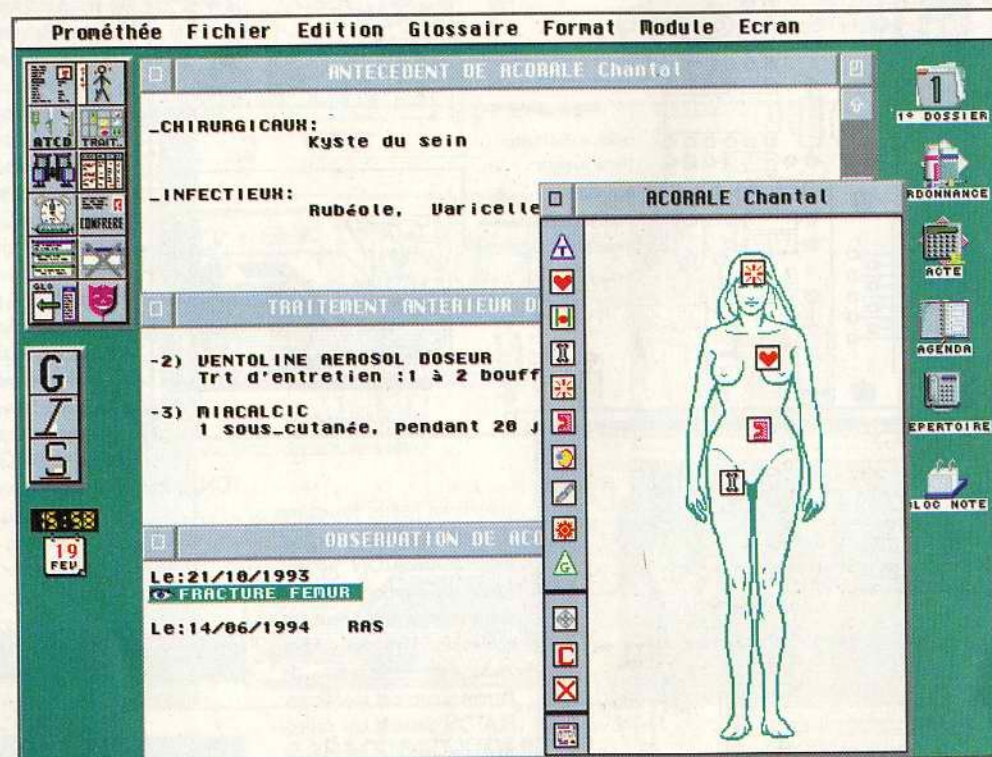 Prométhée Fichier Edition Glossaire Format Module Ecran
ATCD TRAIT..
CONFRERE
GLO
G
I
S
15:58
19
FEV.
ANTECEDENT DE ACORALE Chantal
_CHIRURGICAUX:
Kyste du sein
_INFECTIEUX:
Rubéole, Varicelle
TRAITEMENT ANTERIEUR D
-2) VENTOLINE AEROSOL DOSEUR
Trt d'entretien :1 à 2 bouff
-3) MIACALCIC
1 sous_cutanée, pendant 20 j
OBSERVATION DE ACO
Le:21/10/1993
FRACTURE FEMUR
Le:14/06/1994 RAS
ACORALE Chantal
T
G
C
1
1° DOSSIER
RDONNANCE
ACTE
AGENDA
EPERTOIRE
LOC NOTE